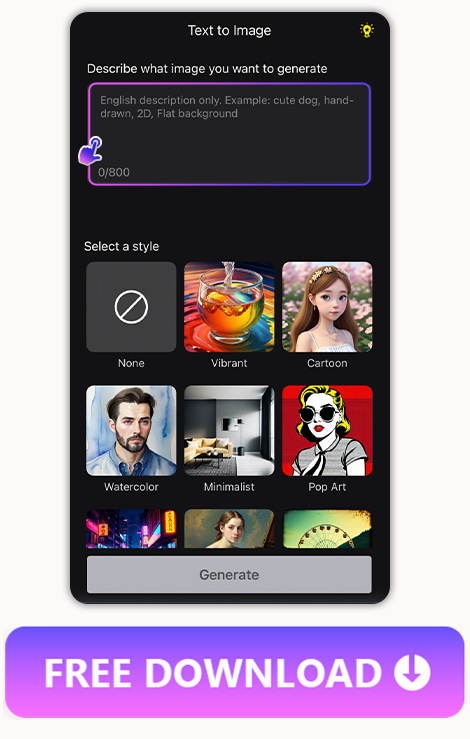 Text to Image
Describe what image you want to generate
English description only. Example: cute dog, hand-
drawn, 2D, Flat background
0/800
Select a style
None
Vibrant
Cartoon
Watercolor
Minimalist
Pop Art
Generate
FREE DOWNLOAD